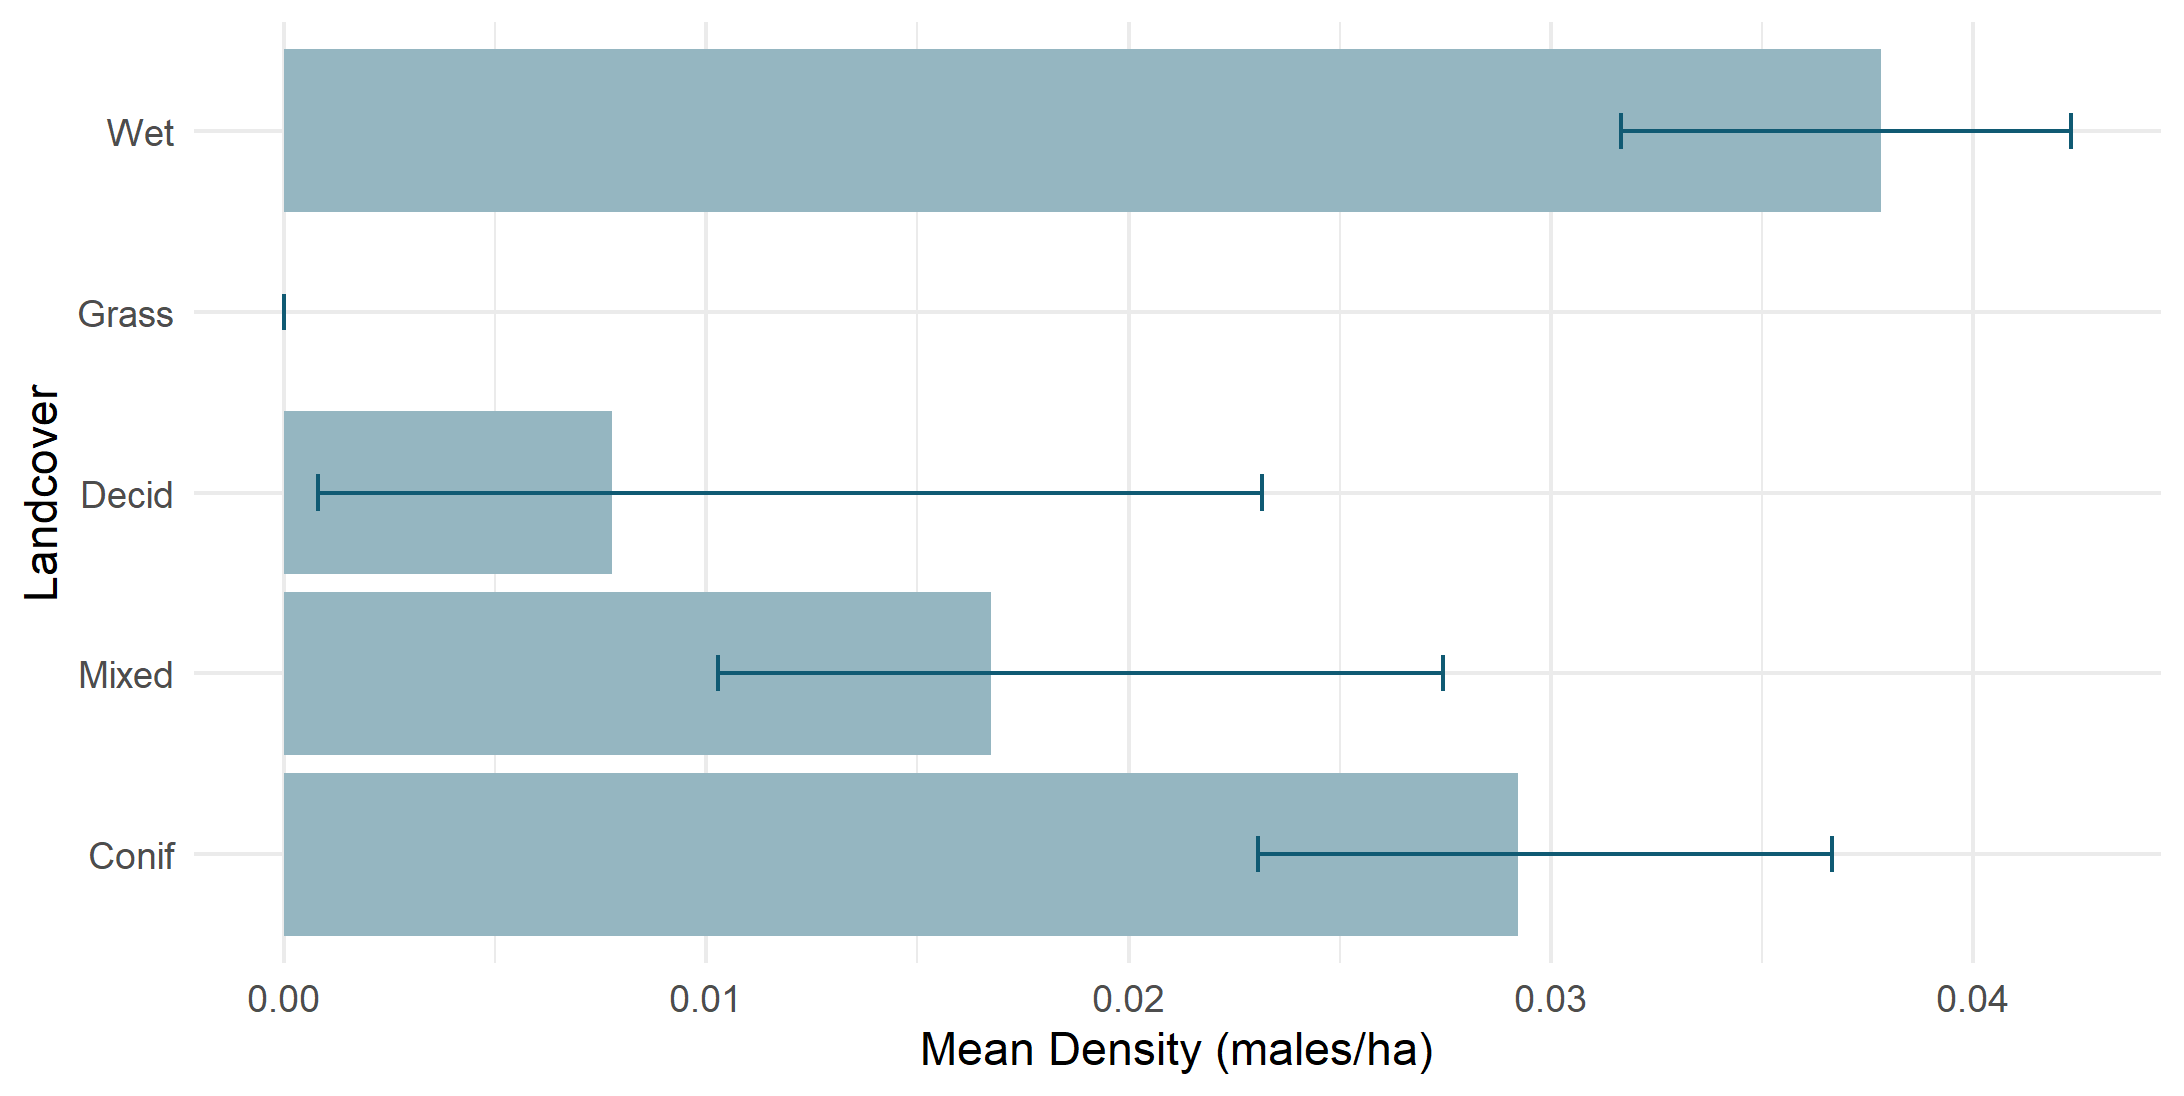 Landcover
Wet
Grass
Decid
Mixed
Conif
0.00 0.01 0.02 0.03 0.04
Mean Density (males/ha)